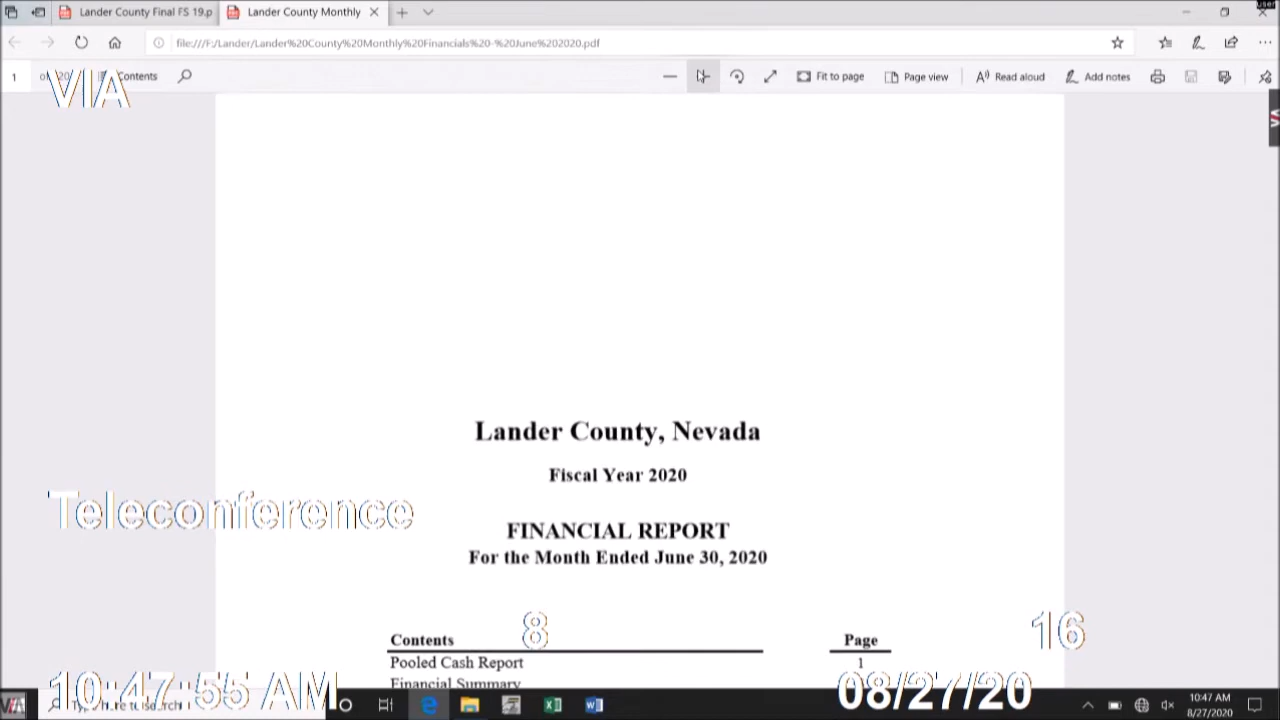 user
Lander County Final FS 19.p
Lander County Monthly
file:///F:/Lander/Lander%20County%20Monthly%20Financials%20-%20June%202020.pdf
1
Contents
Fit to page
Page view
Read aloud
Add notes
VIA
Lander County, Nevada
Fiscal Year 2020
Teleconference
FINANCIAL REPORT
For the Month Ended June 30, 2020
8
16
Contents Page
Pooled Cash Report 1
Financial Summary
10:47:55 AM
08/27/20
10:47 AM
8/27/2020